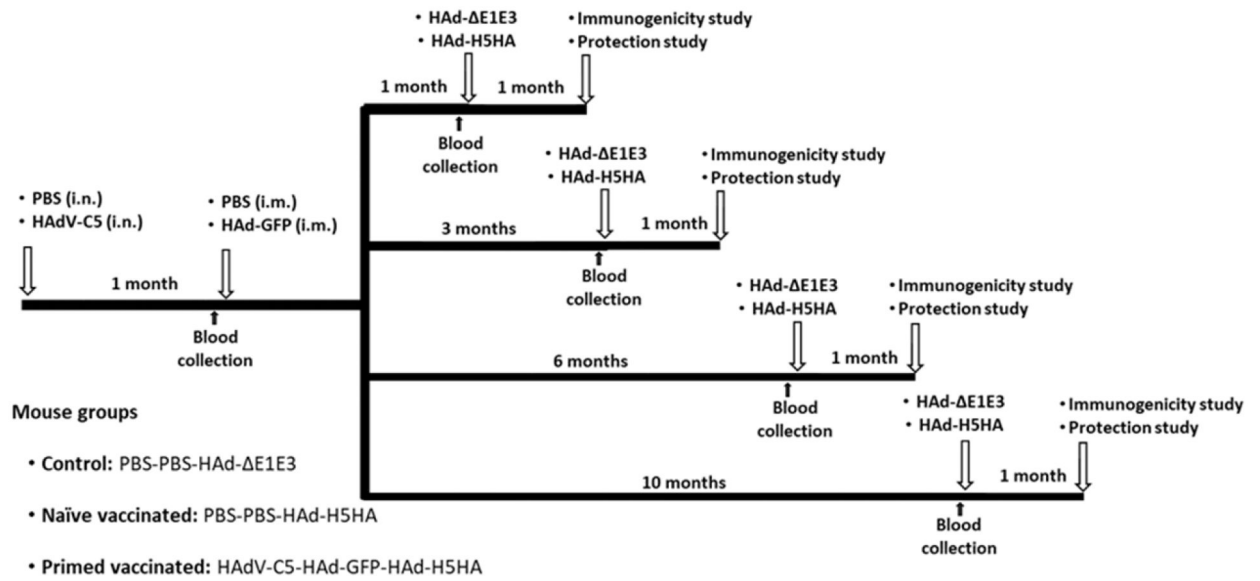 • HAd-ΔE1E3
• HAd-H5HA
• Immunogenicity study
• Protection study
1 month
1 month
Blood
collection
• HAd-ΔE1E3
• HAd-H5HA
• Immunogenicity study
• Protection study
• PBS (i.n.)
• HAdV-C5 (i.n.)
• PBS (i.m.)
• HAd-GFP (i.m.)
3 months
1 month
Blood
collection
1 month
Blood
collection
• HAd-ΔE1E3
• HAd-H5HA
• Immunogenicity study
• Protection study
6 months
1 month
Blood
collection
• HAd-ΔE1E3
• HAd-H5HA
• Immunogenicity study
• Protection study
10 months
1 month
Blood
collection
Mouse groups
• Control: PBS-PBS-HAd-ΔE1E3
• Naïve vaccinated: PBS-PBS-HAd-H5HA
• Primed vaccinated: HAdV-C5-HAd-GFP-HAd-H5HA